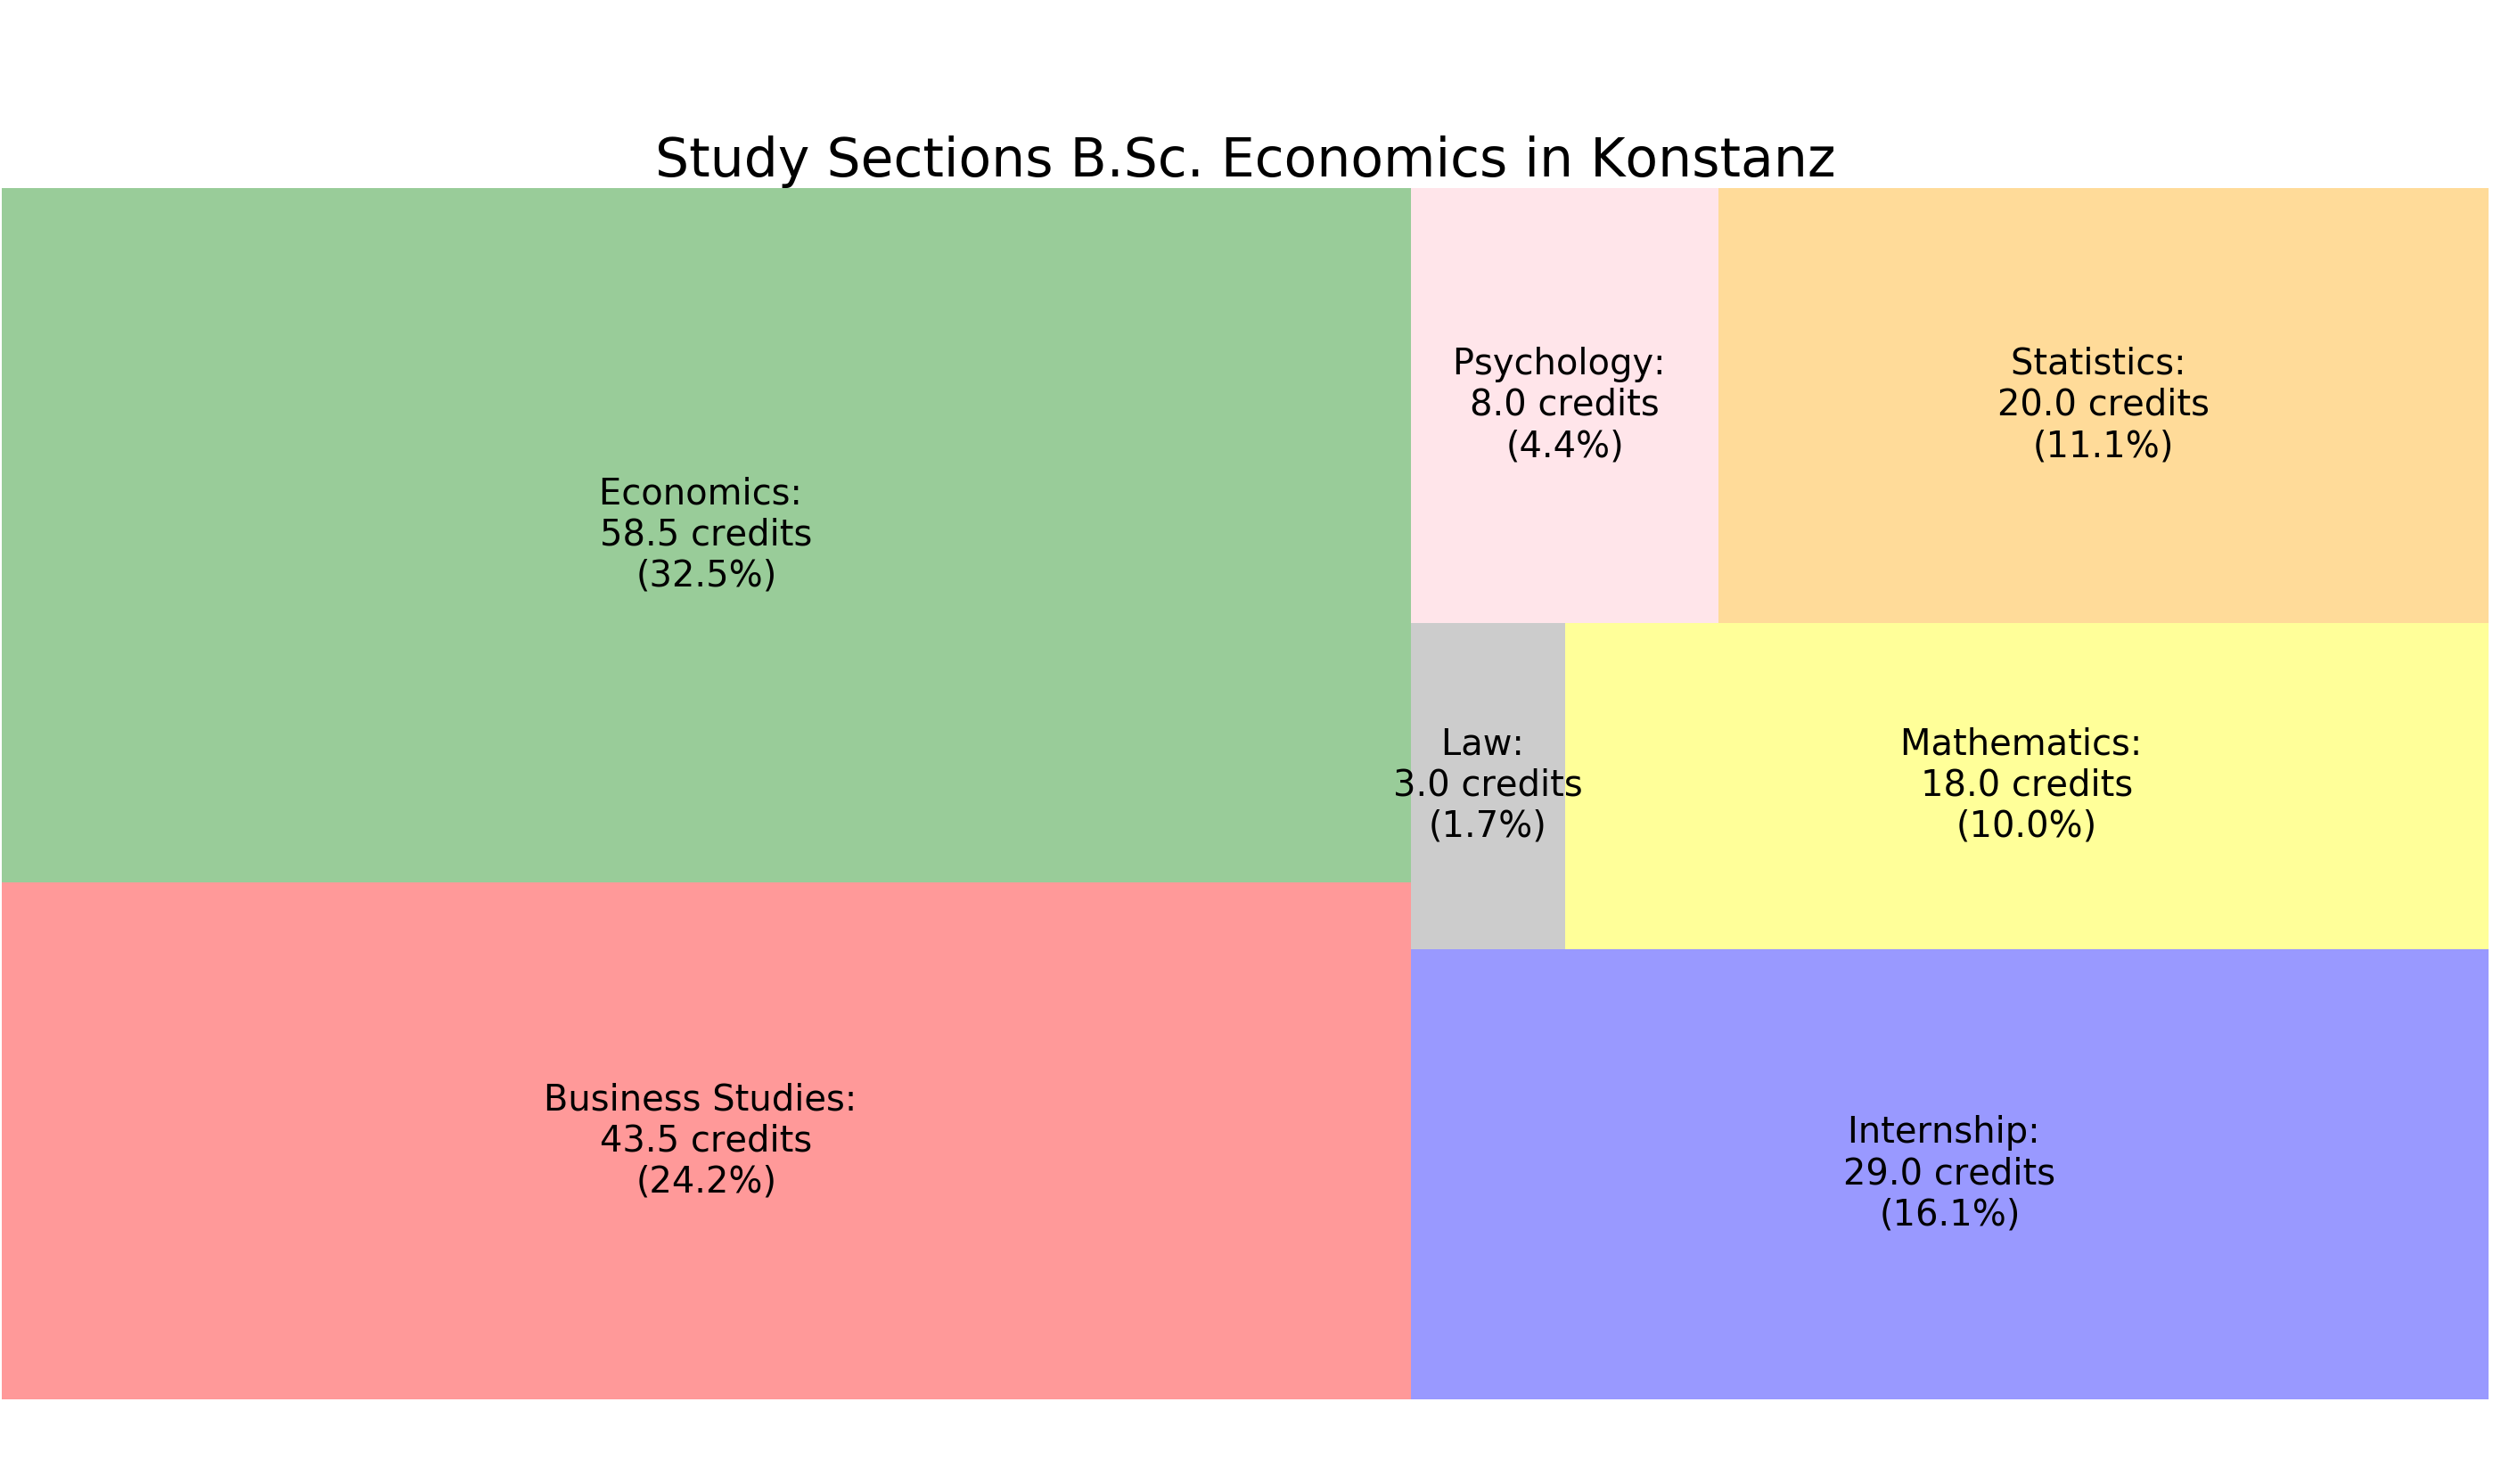 Study Sections B.Sc. Economics in Konstanz
Economics:
58.5 credits
(32.5%)
Business Studies:
43.5 credits
(24.2%)
Psychology:
8.0 credits
(4.4%)
Statistics:
20.0 credits
(11.1%)
Law:
3.0 credits
(1.7%)
Mathematics:
18.0 credits
(10.0%)
Internship:
29.0 credits
(16.1%)